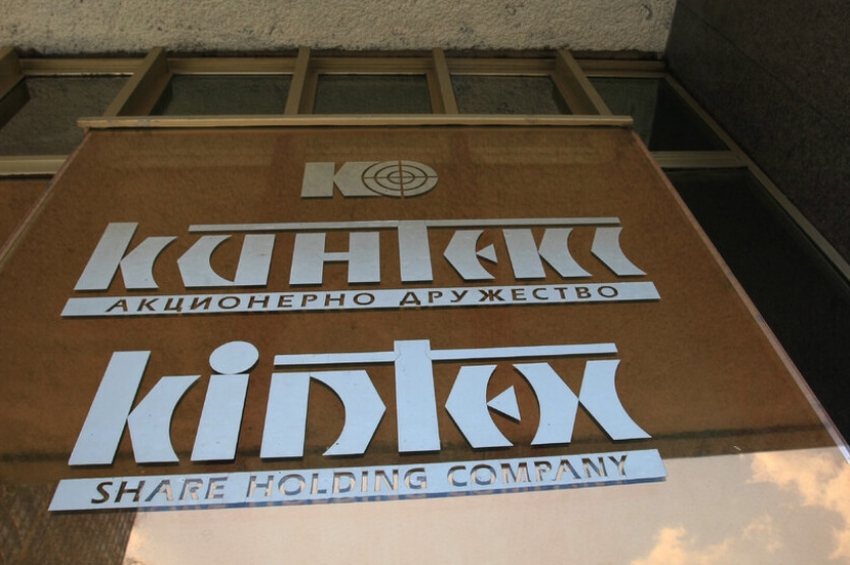 КО
КИНТЕКС
АКЦИОНЕРНО ДРУЖЕСТВО
Kintex
SHARE HOLDING COMPANY